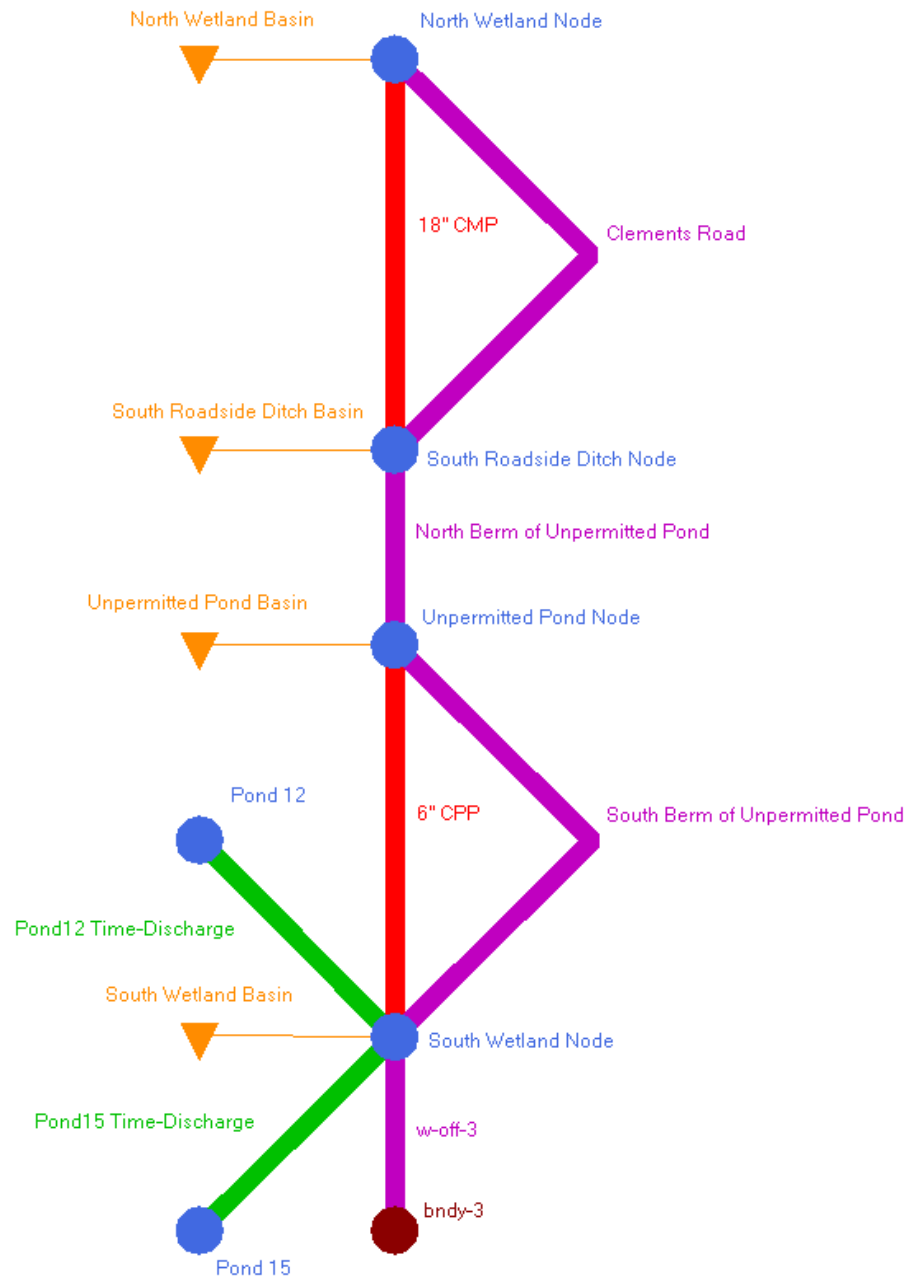 North Wetland Basin
North Wetland Node
18" CMP
Clements Road
South Roadside Ditch Basin
South Roadside Ditch Node
North Berm of Unpermitted Pond
Unpermitted Pond Basin
Unpermitted Pond Node
Pond 12
6" CPP
South Berm of Unpermitted Pond
Pond12 Time-Discharge
South Wetland Basin
South Wetland Node
Pond15 Time-Discharge
w-off-3
bndy-3
Pond 15